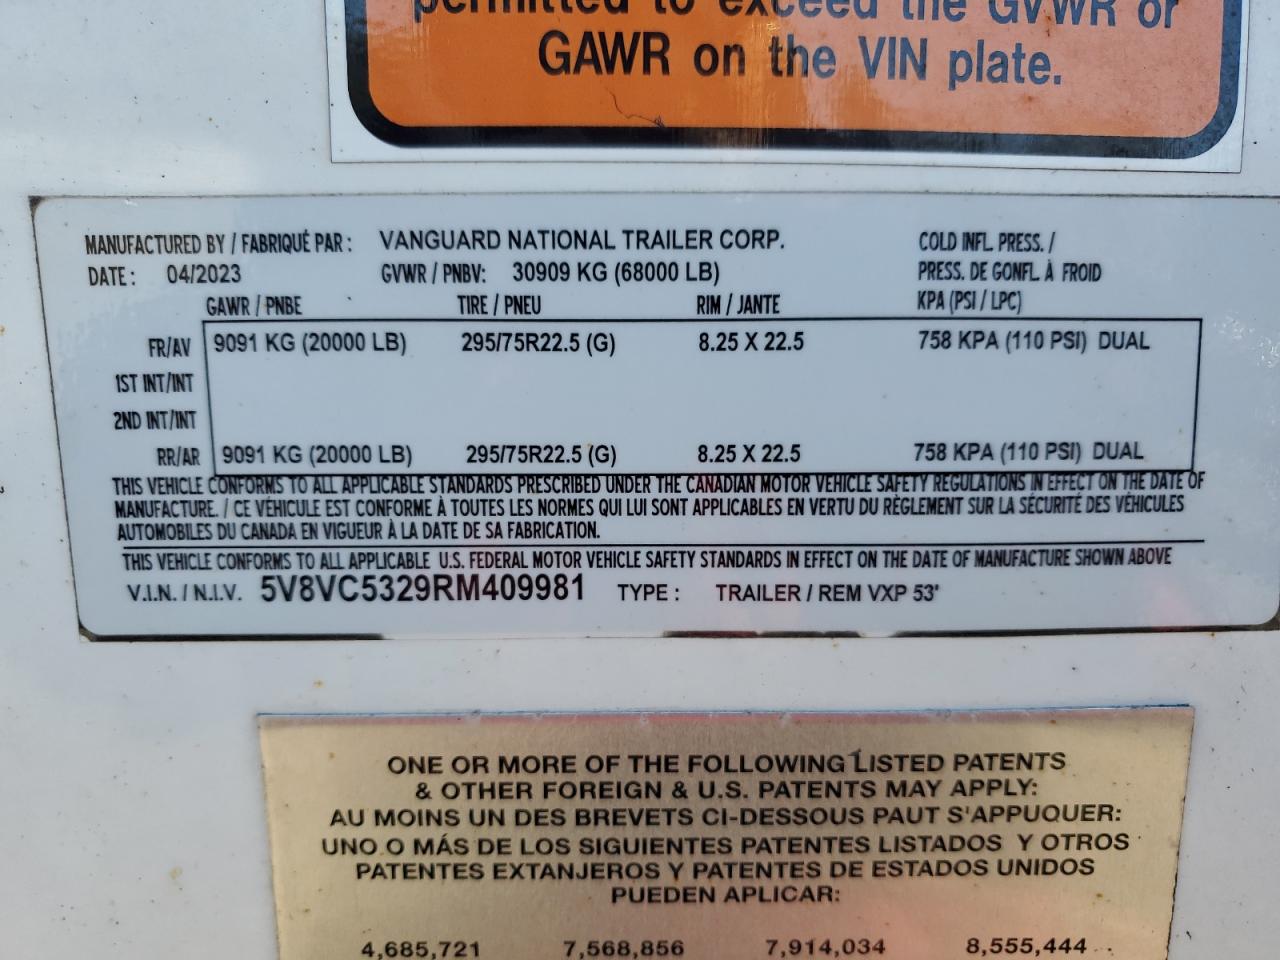 permitted to exceed the GVWR or
GAWR on the VIN plate.
MANUFACTURED BY / FABRIQUÉ PAR : VANGUARD NATIONAL TRAILER CORP. COLD INFL. PRESS. /
DATE : 04/2023 GVWR / PNBV: 30909 KG (68000 LB) PRESS. DE GONFL. À FROID
GAWR / PNBE TIRE / PNEU RIM / JANTE KPA (PSI / LPC)
FR/AV 9091 KG (20000 LB) 295/75R22.5 (G) 8.25 X 22.5 758 KPA (110 PSI) DUAL
1ST INT/INT
2ND INT/INT
RR/AR 9091 KG (20000 LB) 295/75R22.5 (G) 8.25 X 22.5 758 KPA (110 PSI) DUAL
THIS VEHICLE CONFORMS TO ALL APPLICABLE STANDARDS PRESCRIBED UNDER THE CANADIAN MOTOR VEHICLE SAFETY REGULATIONS IN EFFECT ON THE DATE OF
MANUFACTURE. / CE VÉHICULE EST CONFORME À TOUTES LES NORMES QUI LUI SONT APPLICABLES EN VERTU DU RÈGLEMENT SUR LA SÉCURITÉ DES VÉHICULES
AUTOMOBILES DU CANADA EN VIGUEUR À LA DATE DE SA FABRICATION.
THIS VEHICLE CONFORMS TO ALL APPLICABLE U.S. FEDERAL MOTOR VEHICLE SAFETY STANDARDS IN EFFECT ON THE DATE OF MANUFACTURE SHOWN ABOVE
V.I.N. / N.I.V. 5V8VC5329RM409981 TYPE : TRAILER / REM VXP 53'
ONE OR MORE OF THE FOLLOWING LISTED PATENTS
& OTHER FOREIGN & U.S. PATENTS MAY APPLY:
AU MOINS UN DES BREVETS CI-DESSOUS PAUT S'APPUQUER:
UNO O MÁS DE LOS SIGUIENTES PATENTES LISTADOS Y OTROS
PATENTES EXTANJEROS Y PATENTES DE ESTADOS UNIDOS
PUEDEN APLICAR:
4,685,721 7,568,856 7,914,034 8,555,444